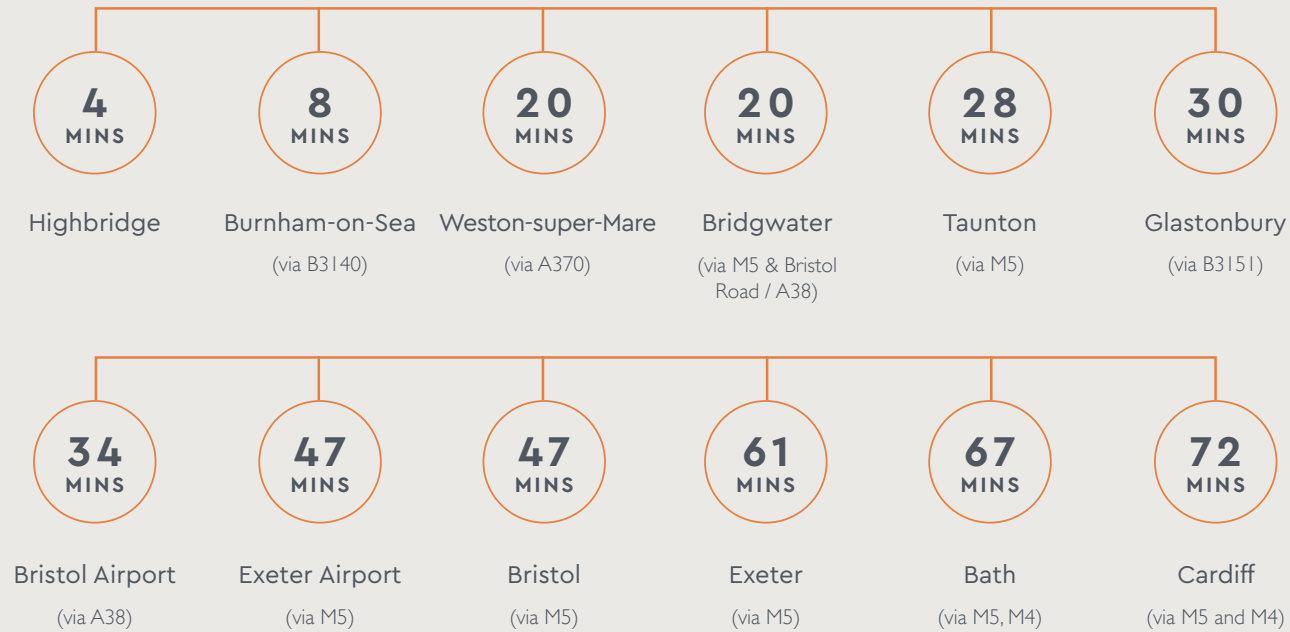 4
MINS
Highbridge
8
MINS
Burnham-on-Sea
(via B3140)
20
MINS
Weston-super-Mare
(via A370)
20
MINS
Bridgwater
(via M5 & Bristol
Road / A38)
28
MINS
Taunton
(via M5)
30
MINS
Glastonbury
(via B3151)
34
MINS
Bristol Airport
(via A38)
47
MINS
Exeter Airport
(via M5)
47
MINS
Bristol
(via M5)
61
MINS
Exeter
(via M5)
67
MINS
Bath
(via M5, M4)
72
MINS
Cardiff
(via M5 and M4)